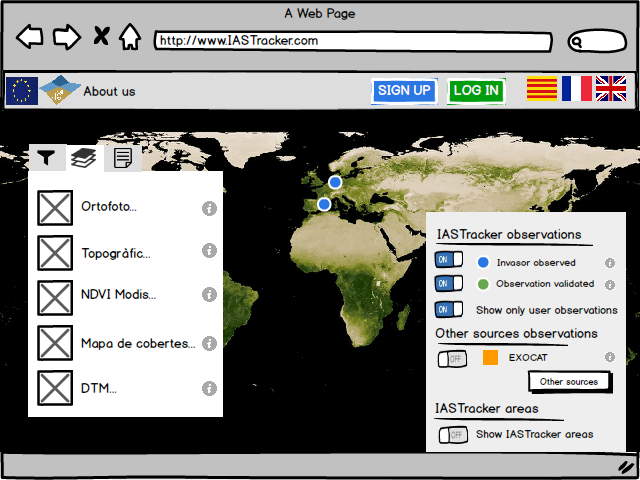 A Web Page
http://www.IASTracker.com
About us
SIGN UP
LOG IN
Ortofoto...
Topogràfic...
NDVI Modis...
Mapa de cobertes...
DTM...
IASTracker observations
ON
Invasor observed
ON
Observation validated
ON
Show only user observations
Other sources observations
OFF
EXOCAT
Other sources
IASTracker areas
OFF
Show IASTracker areas